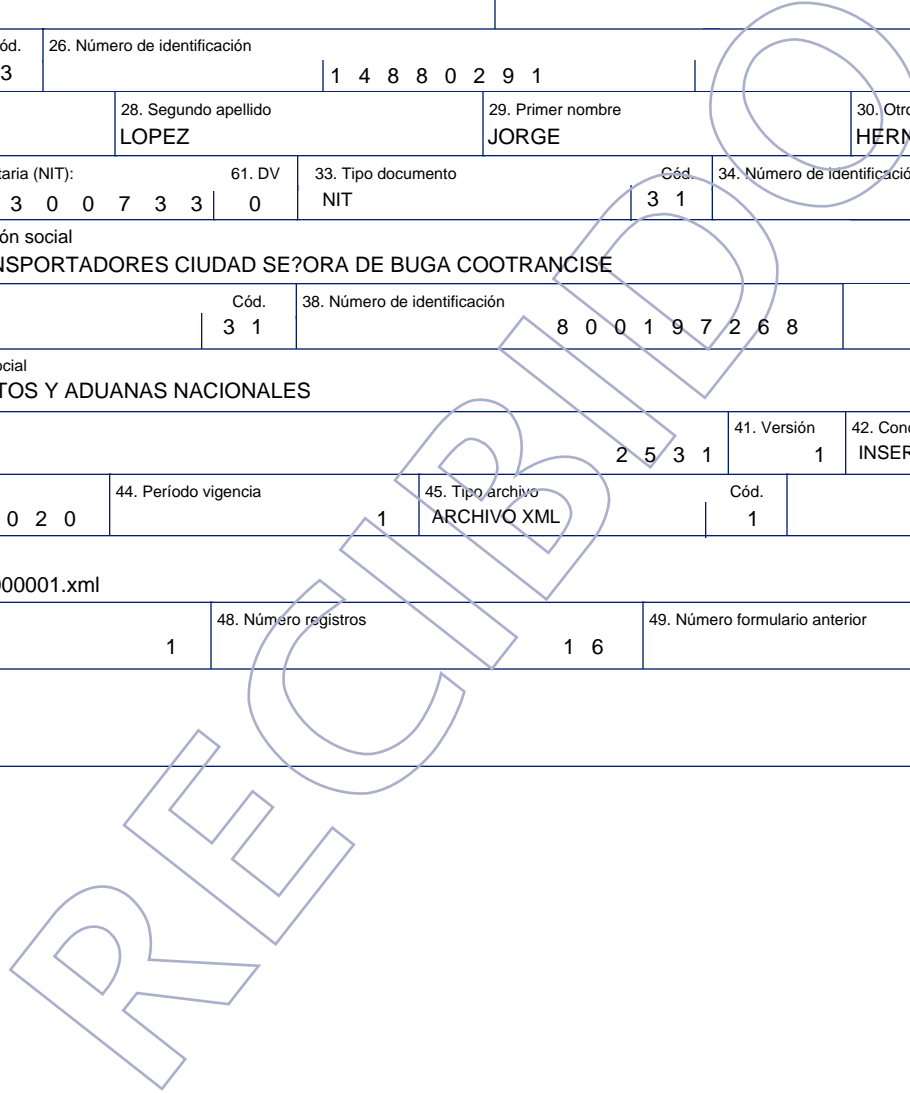 ód. 26. Número de identificación
3 1 4 8 8 0 2 9 1
28. Segundo apellido 29. Primer nombre 30. Otro
LOPEZ JORGE HERN
taria (NIT): 61. DV 33. Tipo documento Cód. 34. Número de identificació
3 0 0 7 3 3 0 NIT 3 1
ón social
NSPORTADORES CIUDAD SE?ORA DE BUGA COOTRANCISE
Cód. 38. Número de identificación
3 1 8 0 0 1 9 7 2 6 8
ocial
TOS Y ADUANAS NACIONALES
41. Versión 42. Conc
2 5 3 1 1 INSER
44. Período vigencia 45. Tipo archivo Cód.
0 2 0 1 ARCHIVO XML 1
000001.xml
48. Número registros 49. Número formulario anterior
1 1 6
RECIBIDO